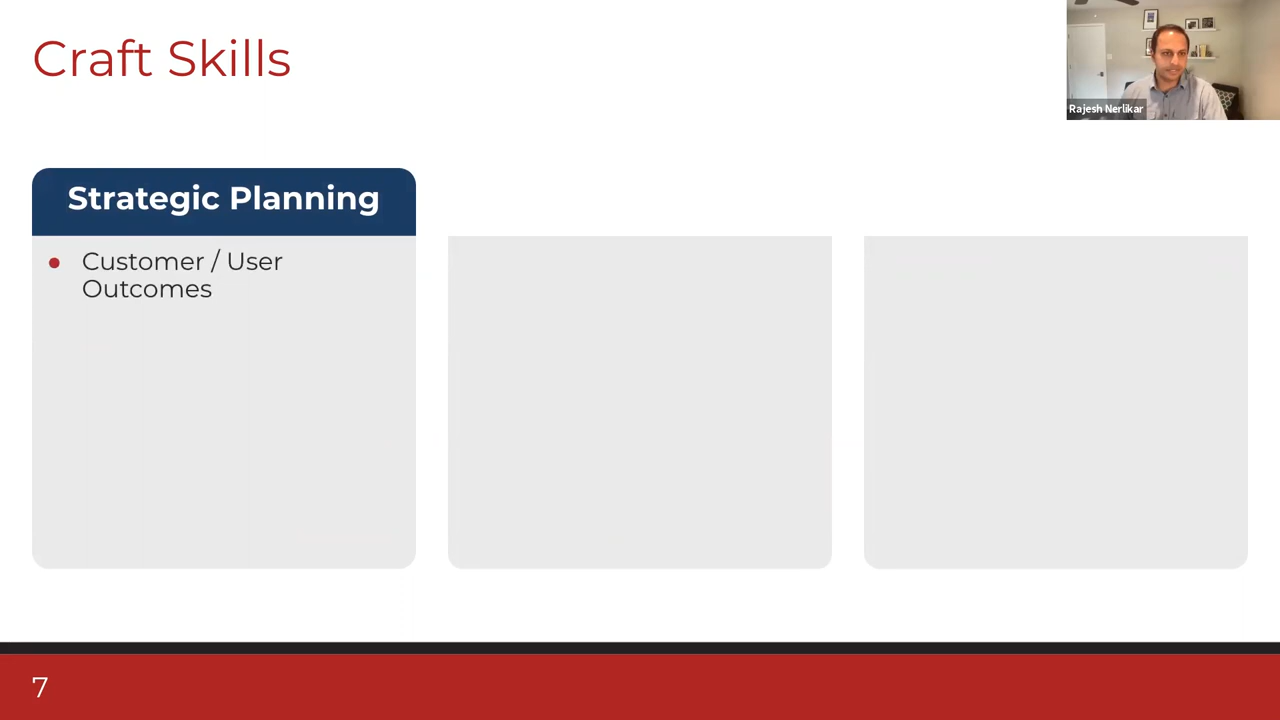 Craft Skills
Rajesh Nerlikar
Strategic Planning
● Customer / User
Outcomes
7